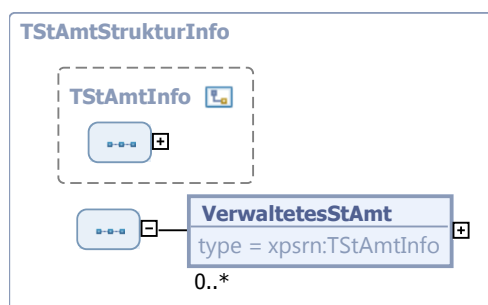 TStAmtStrukturInfo
TStAmtInfo
VerwaltetesStAmt
type = xpsrn:TStAmtInfo
0..*